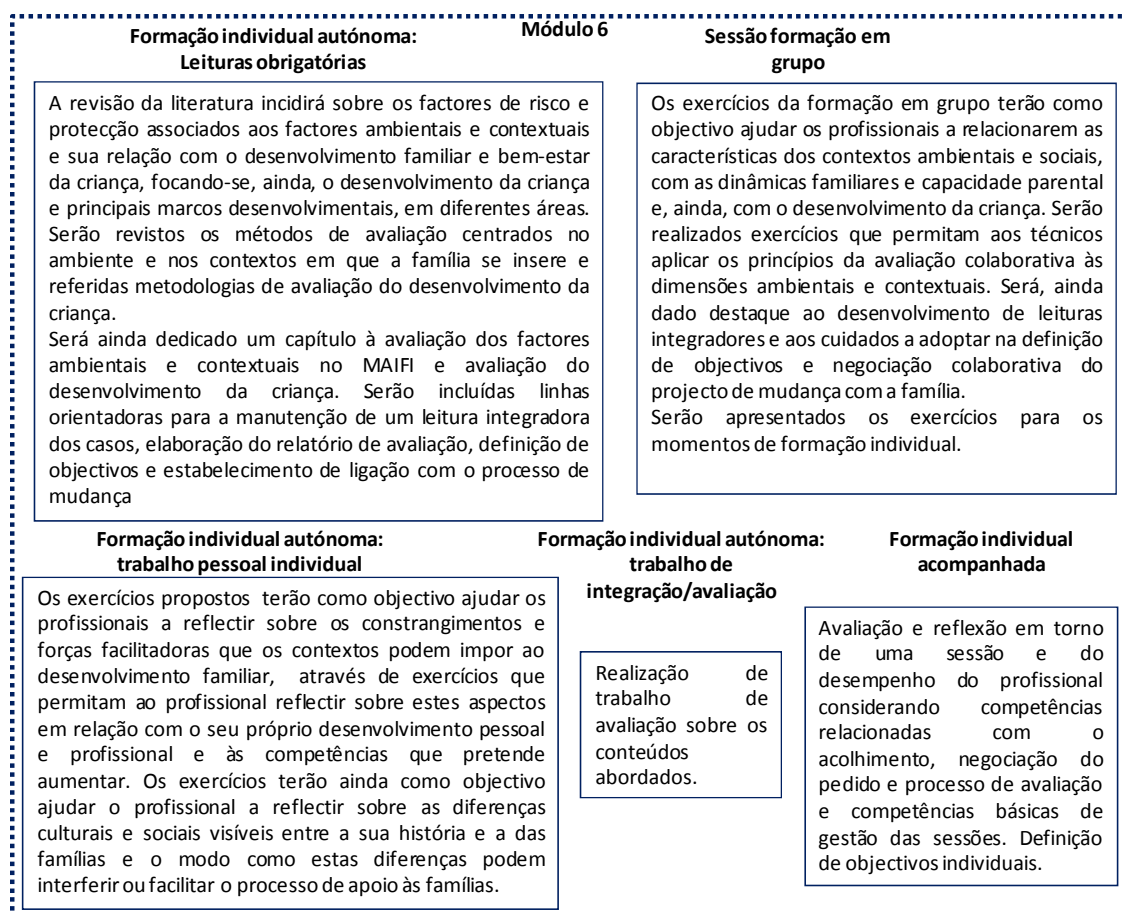 Módulo 6
Formação individual autónoma:
Leituras obrigatórias
A revisão da literatura incidirá sobre os factores de risco e
protecção associados aos factores ambientais e contextuais
e sua relação com o desenvolvimento familiar e bem-estar
da criança, focando-se, ainda, o desenvolvimento da criança
e principais marcos desenvolvimentais, em diferentes áreas.
Serão revistos os métodos de avaliação centrados no
ambiente e nos contextos em que a família se insere e
referidas metodologias de avaliação do desenvolvimento da
criança.
Será ainda dedicado um capítulo à avaliação dos factores
ambientais e contextuais no MAIFI e avaliação do
desenvolvimento da criança. Serão incluídas linhas
orientadoras para a manutenção de um leitura integradora
dos casos, elaboração do relatório de avaliação, definição de
objectivos e estabelecimento de ligação com o processo de
mudança
Sessão formação em
grupo
Os exercícios da formação em grupo terão como
objectivo ajudar os profissionais a relacionarem as
características dos contextos ambientais e sociais,
com as dinâmicas familiares e capacidade parental
e, ainda, com o desenvolvimento da criança. Serão
realizados exercícios que permitam aos técnicos
aplicar os princípios da avaliação colaborativa às
dimensões ambientais e contextuais. Será, ainda
dado destaque ao desenvolvimento de leituras
integradores e aos cuidados a adoptar na definição
de objectivos e negociação colaborativa do
projecto de mudança com a família.
Serão apresentados os exercícios para os
momentos de formação individual.
Formação individual autónoma:
trabalho pessoal individual
Os exercícios propostos terão como objectivo ajudar os
profissionais a reflectir sobre os constrangimentos e
forças facilitadoras que os contextos podem impor ao
desenvolvimento familiar, através de exercícios que
permitam ao profissional reflectir sobre estes aspectos
em relação com o seu próprio desenvolvimento pessoal
e profissional e às competências que pretende
aumentar. Os exercícios terão ainda como objectivo
ajudar o profissional a reflectir sobre as diferenças
culturais e sociais visíveis entre a sua história e a das
famílias e o modo como estas diferenças podem
interferir ou facilitar o processo de apoio às famílias.
Formação individual autónoma:
trabalho de
integração/avaliação
Realização de
trabalho de
avaliação sobre os
conteúdos
abordados.
Formação individual
acompanhada
Avaliação e reflexão em torno
de uma sessão e do
desempenho do profissional
considerando competências
relacionadas com o
acolhimento, negociação do
pedido e processo de avaliação
e competências básicas de
gestão das sessões. Definição
de objectivos individuais.